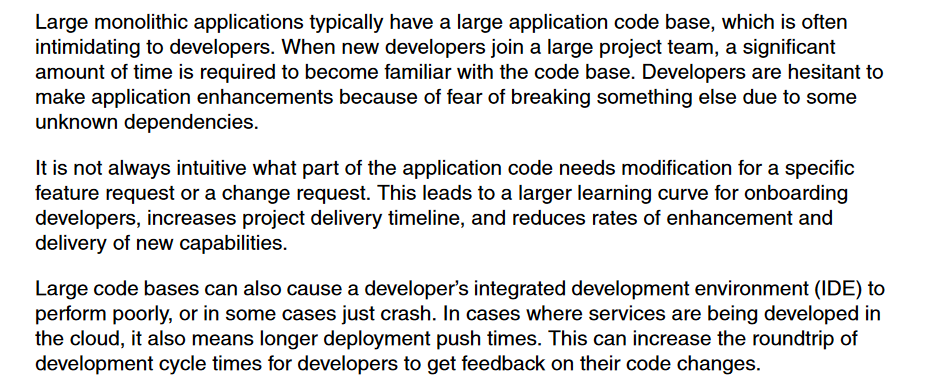 Large monolithic applications typically have a large application code base, which is often
intimidating to developers. When new developers join a large project team, a significant
amount of time is required to become familiar with the code base. Developers are hesitant to
make application enhancements because of fear of breaking something else due to some
unknown dependencies.
It is not always intuitive what part of the application code needs modification for a specific
feature request or a change request. This leads to a larger learning curve for onboarding
developers, increases project delivery timeline, and reduces rates of enhancement and
delivery of new capabilities.
Large code bases can also cause a developer’s integrated development environment (IDE) to
perform poorly, or in some cases just crash. In cases where services are being developed in
the cloud, it also means longer deployment push times. This can increase the roundtrip of
development cycle times for developers to get feedback on their code changes.